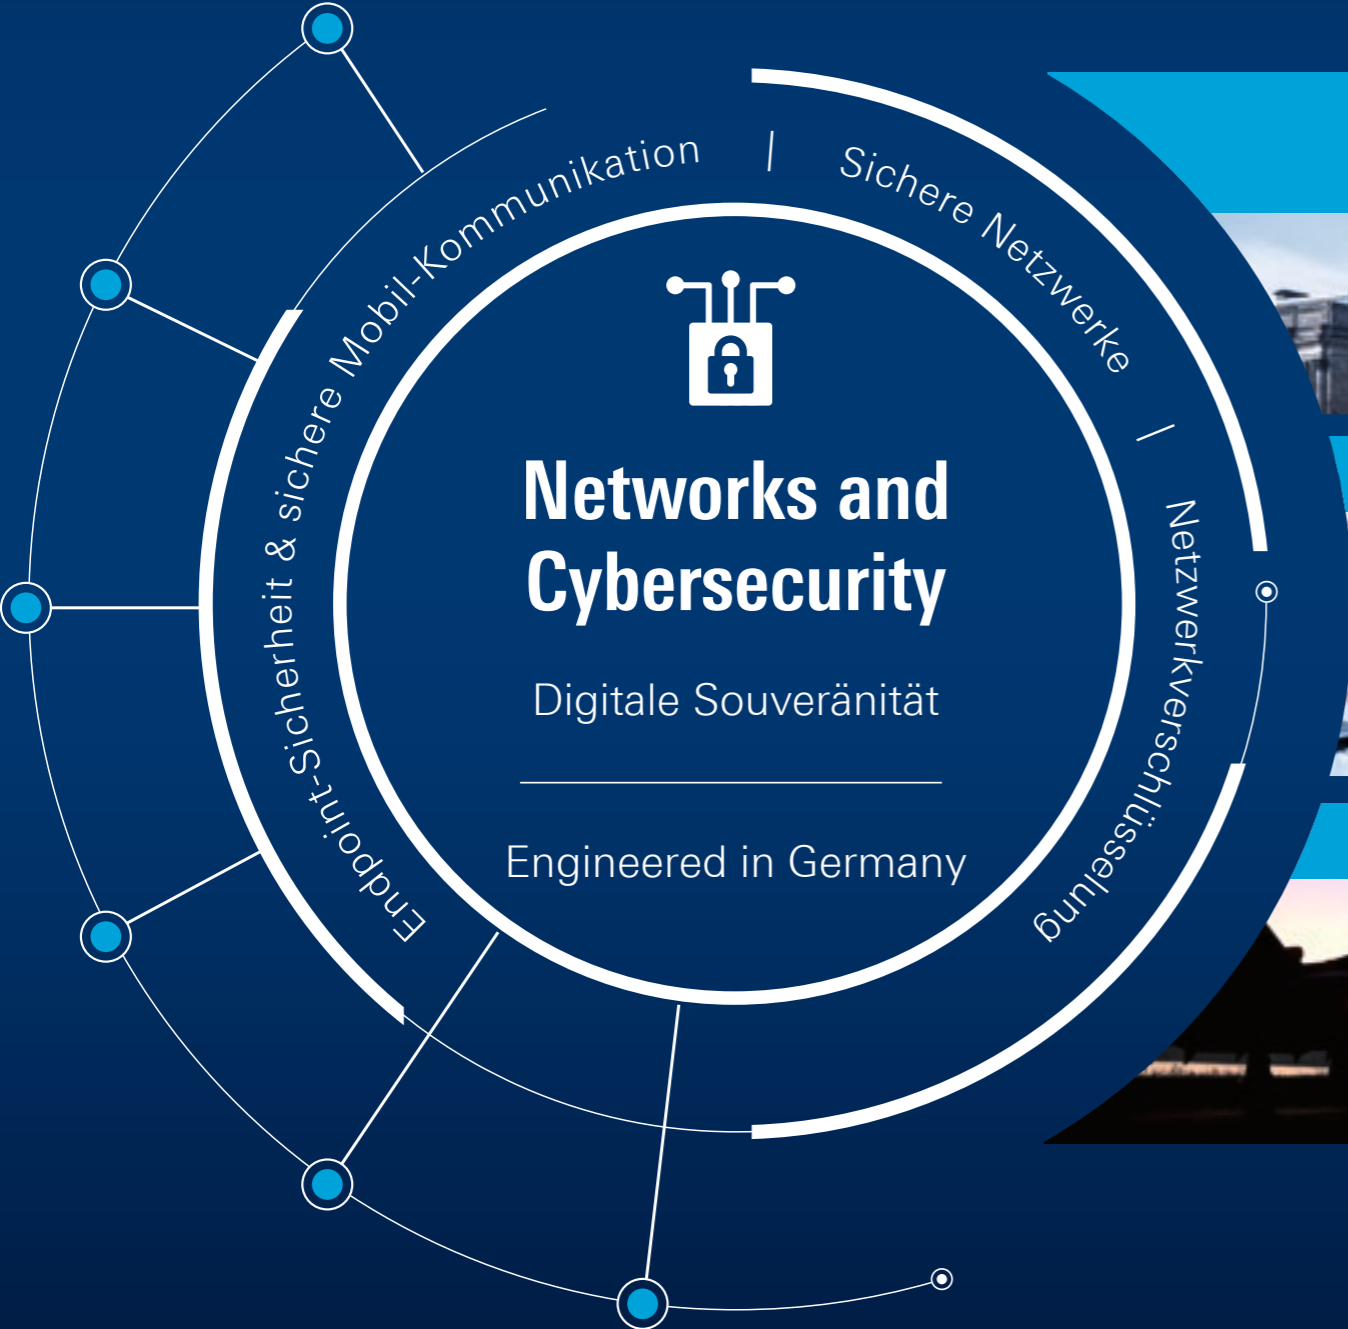 Endpoint-Sicherheit & sichere Mobil-Kommunikation | Sichere Netzwerke | Netzwerkverschlüsselung
Networks and
Cybersecurity
Digitale Souveränität
Engineered in Germany